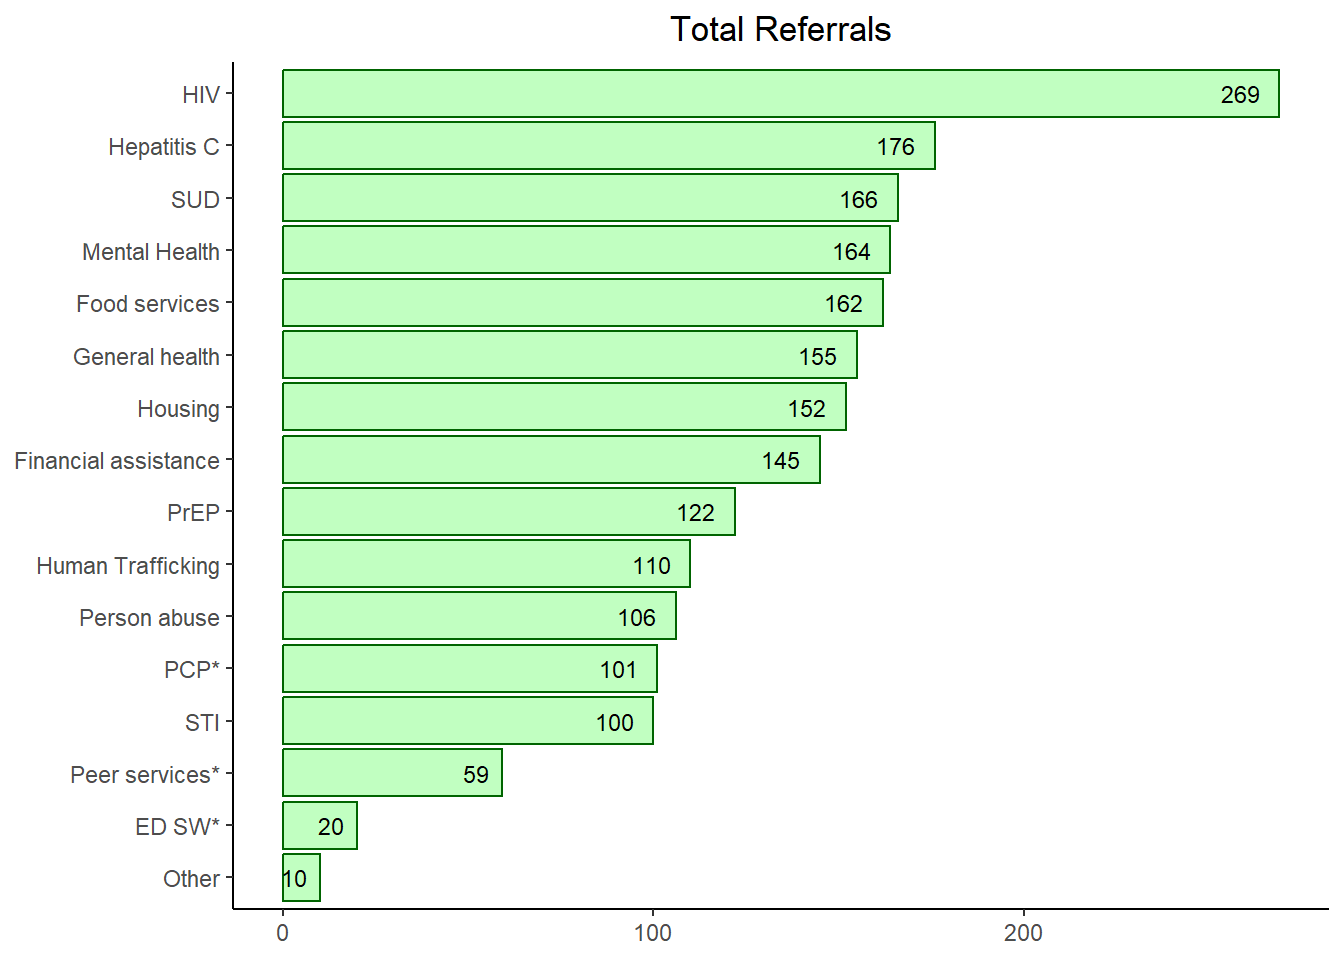 Total Referrals
HIV 269
Hepatitis C 176
SUD 166
Mental Health 164
Food services 162
General health 155
Housing 152
Financial assistance 145
PrEP 122
Human Trafficking 110
Person abuse 106
PCP* 101
STI 100
Peer services* 59
ED SW* 20
Other 10
0 100 200